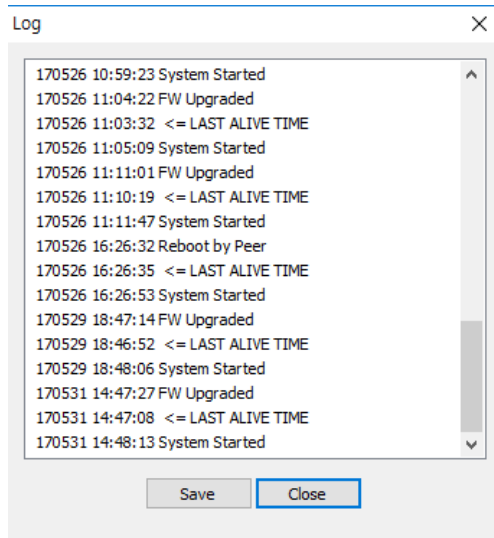 Log
170526 10:59:23 System Started
170526 11:04:22 FW Upgraded
170526 11:03:32 <= LAST ALIVE TIME
170526 11:05:09 System Started
170526 11:11:01 FW Upgraded
170526 11:10:19 <= LAST ALIVE TIME
170526 11:11:47 System Started
170526 16:26:32 Reboot by Peer
170526 16:26:35 <= LAST ALIVE TIME
170526 16:26:53 System Started
170529 18:47:14 FW Upgraded
170529 18:46:52 <= LAST ALIVE TIME
170529 18:48:06 System Started
170531 14:47:27 FW Upgraded
170531 14:47:08 <= LAST ALIVE TIME
170531 14:48:13 System Started
Save Close